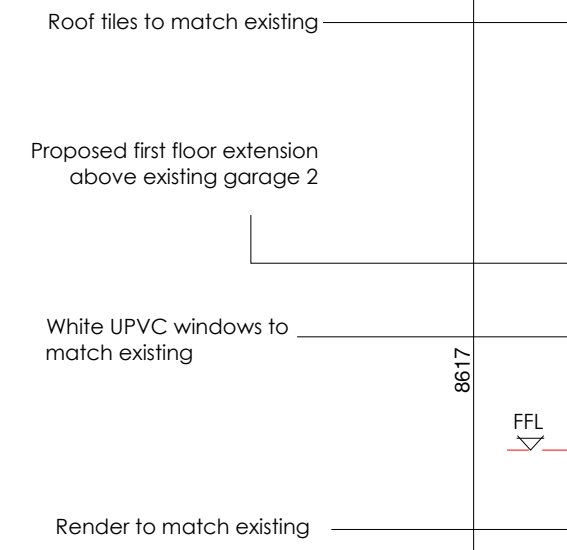 Roof tiles to match existing
Proposed first floor extension
above existing garage 2
White UPVC windows to
match existing
8617
FFL
Render to match existing